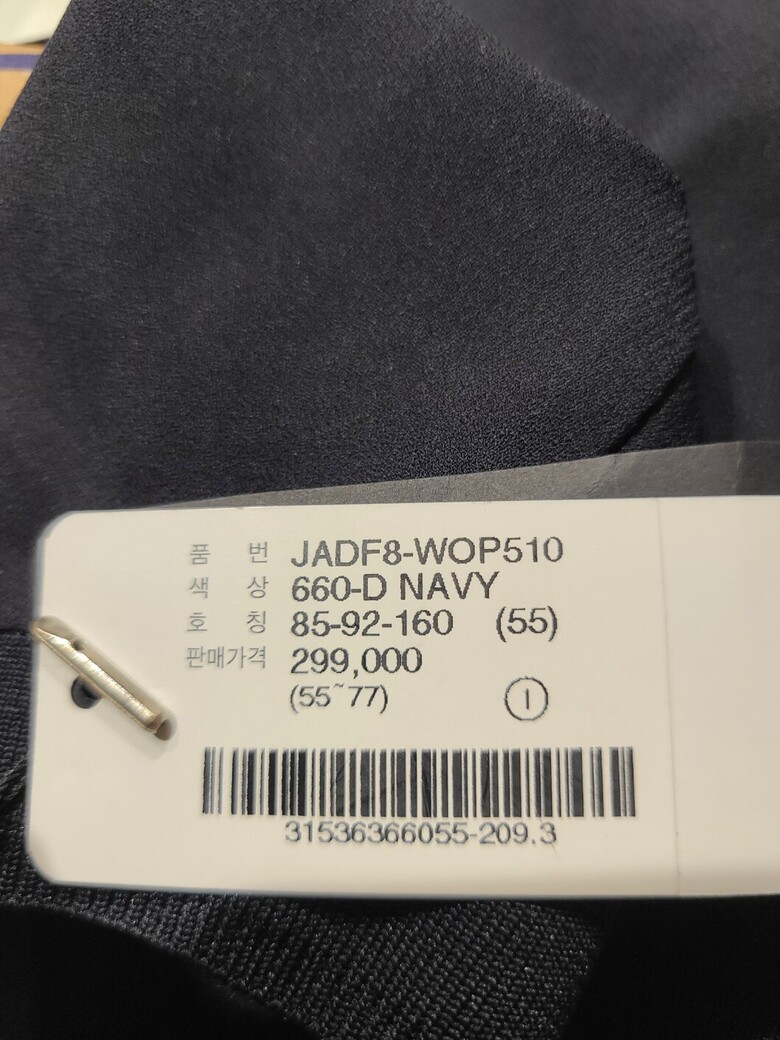 품 번 JADF8-WOP510
색 상 660-D NAVY
호 칭 85-92-160 (55)
판매가격 299,000
(55~77) I
31536366055-209.3